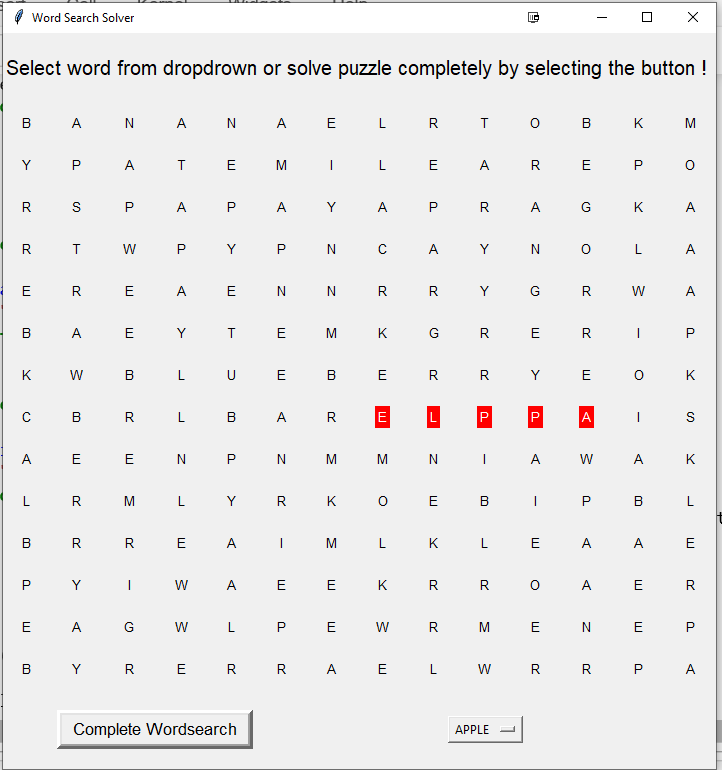 Word Search Solver
Select word from dropdrown or solve puzzle completely by selecting the button !
B A N A N A E L R T O B K M
Y P A T E M I L E A R E P O
R S P A P A Y A P R A G K A
R T W P Y P N C A Y N O L A
E R E A E N N R R Y G R W A
B A E Y T E M K G R E R I P
K W B L U E B E R R Y E O K
C B R L B A R E L P P A I S
A E E N P N M M N I A W A K
L R M L Y R K O E B I P B L
B R R E A I M L K L E A A E
P Y I W A E E K R R O A E R
E A G W L P E W R M E N E P
B Y R E R R A E L W R R P A
Complete Wordsearch APPLE